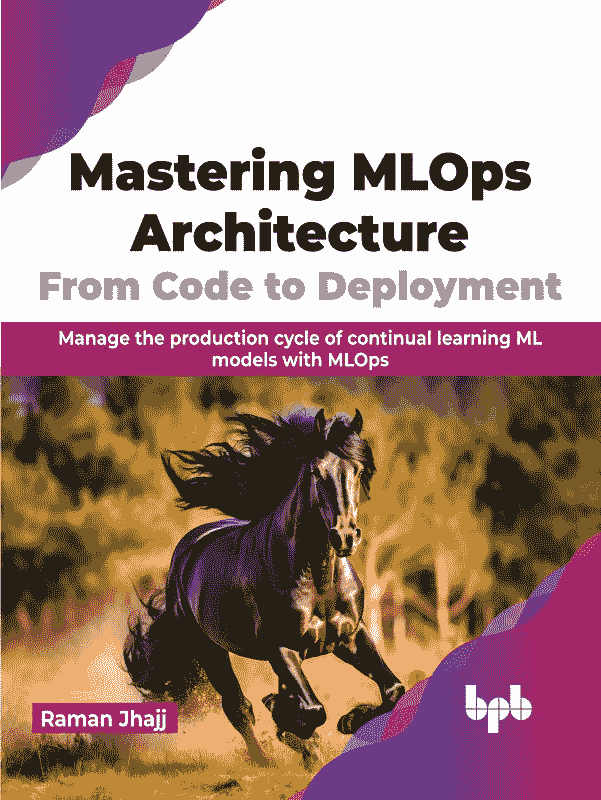 Mastering MLOps
Architecture
From Code to Deployment
Manage the production cycle of continual learning ML
models with MLOps
Raman Jhajj
bpb